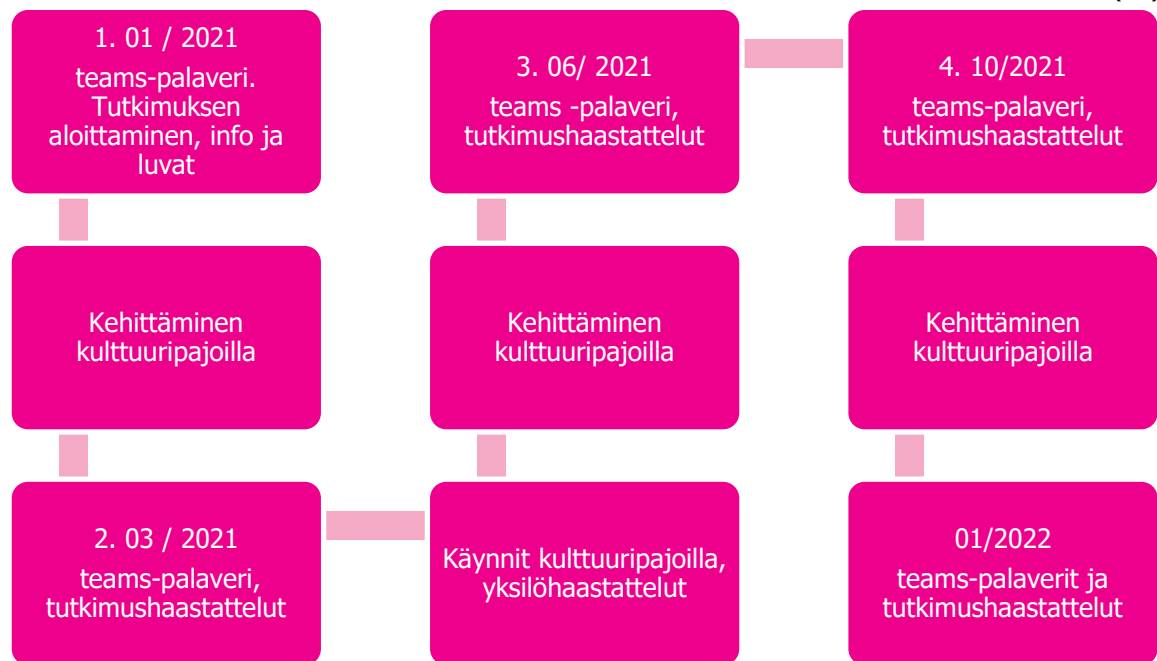 1. 01 / 2021
teams-palaveri.
Tutkimuksen
aloittaminen, info ja
luvat
Kehittäminen
kulttuuripajoilla
2. 03 / 2021
teams-palaveri,
tutkimushaastattelut
Käynnit kulttuuripajoilla,
yksilöhaastattelut
Kehittäminen
kulttuuripajoilla
3. 06/ 2021
teams -palaveri,
tutkimushaastattelut
4. 10/2021
teams-palaveri,
tutkimushaastattelut
Kehittäminen
kulttuuripajoilla
01/2022
teams-palaverit ja
tutkimushaastattelut